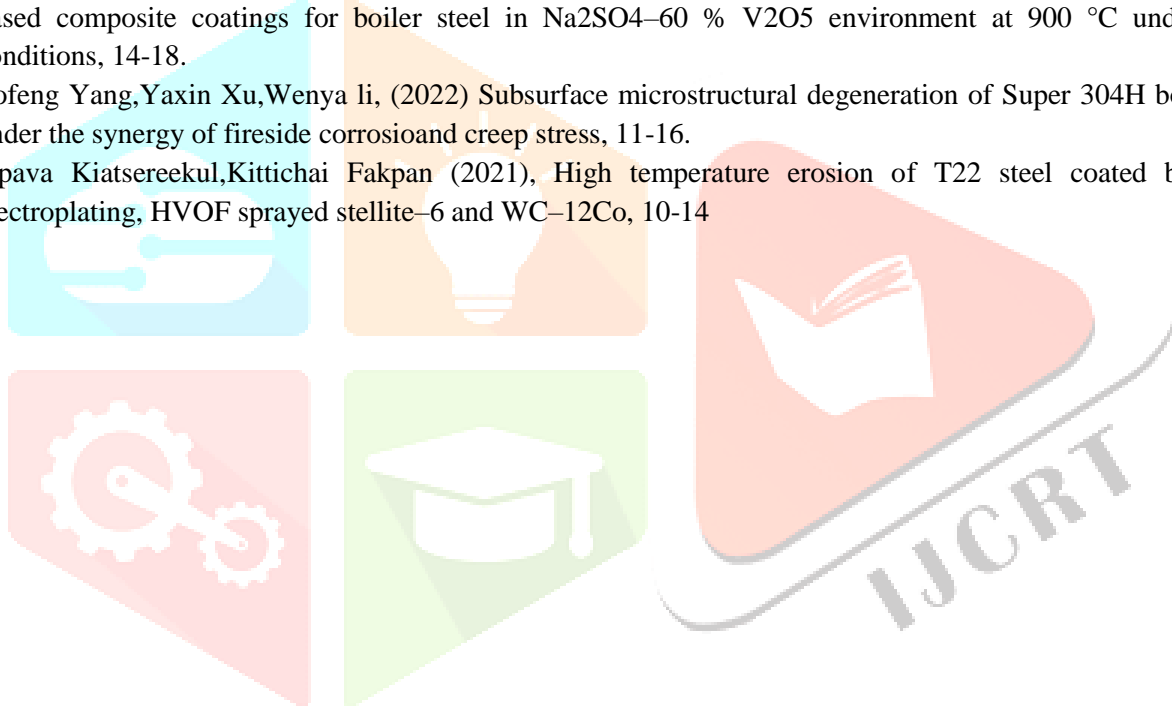 ased composite coatings for boiler steel in Na2SO4–60 % V2O5 environment at 900 °C und
onditions, 14-18.
ofeng Yang,Yaxin Xu,Wenya li, (2022) Subsurface microstructural degeneration of Super 304H bo
nder the synergy of fireside corrosioand creep stress, 11-16.
pava Kiatsereekul,Kittichai Fakpan (2021), High temperature erosion of T22 steel coated b
ectroplating, HVOF sprayed stellite–6 and WC–12Co, 10-14
IJCRT